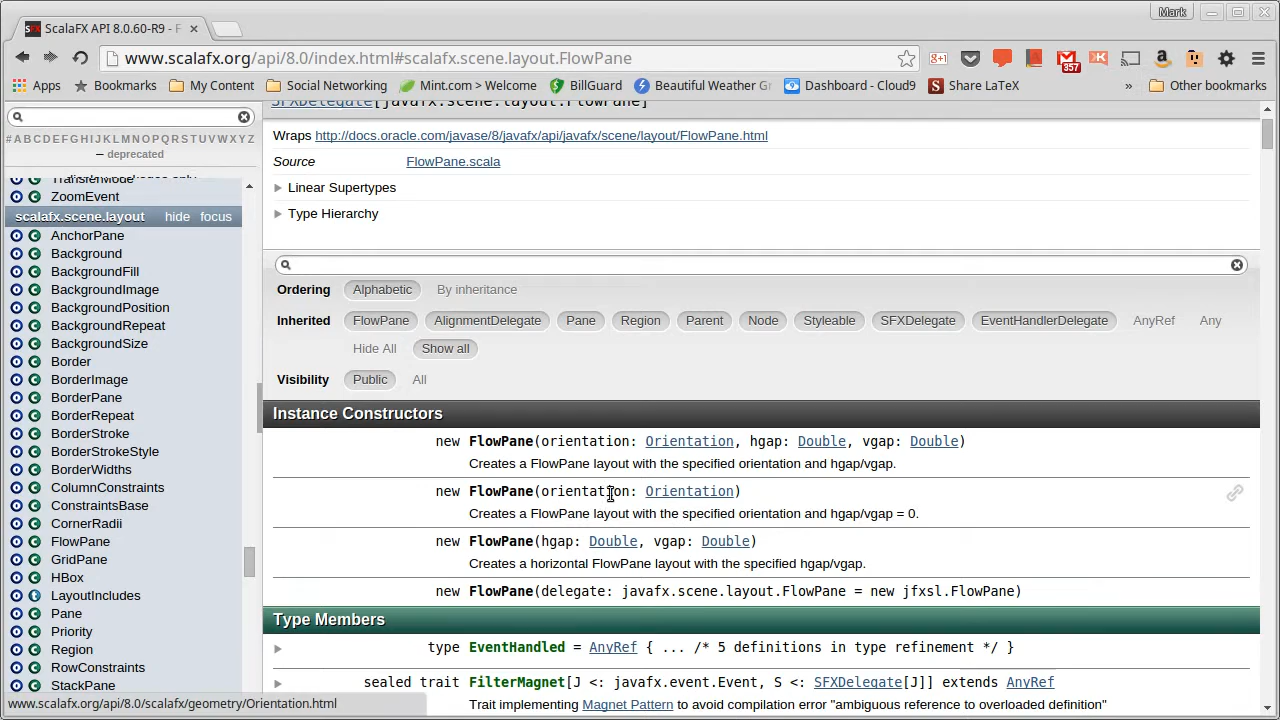 Mark
ScalaFX API 8.0.60-R9 - F
www.scalafx.org/api/8.0/index.html#scalafx.scene.layout.FlowPane
357
Apps Bookmarks My Content Social Networking Mint.com > Welcome BillGuard Beautiful Weather Gr Dashboard - Cloud9 Share LaTeX » Other bookmarks
#ABCDEFGHIJKLMNOPQRSTUVWXYZ
– deprecated
TransferMode
ZoomEvent
scalafx.scene.layout hide focus
AnchorPane
Background
BackgroundFill
BackgroundImage
BackgroundPosition
BackgroundRepeat
BackgroundSize
Border
BorderImage
BorderPane
BorderRepeat
BorderStroke
BorderStrokeStyle
BorderWidths
ColumnConstraints
ConstraintsBase
CornerRadii
FlowPane
GridPane
HBox
LayoutIncludes
Pane
Priority
Region
RowConstraints
StackPane
SFXDelegate[javafx.scene.layout.FlowPane]
Wraps http://docs.oracle.com/javase/8/javafx/api/javafx/scene/layout/FlowPane.html
Source FlowPane.scala
Linear Supertypes
Type Hierarchy
Ordering Alphabetic By inheritance
Inherited FlowPane AlignmentDelegate Pane Region Parent Node Styleable SFXDelegate EventHandlerDelegate AnyRef Any
Hide All Show all
Visibility Public All
Instance Constructors
new FlowPane(orientation: Orientation, hgap: Double, vgap: Double)
Creates a FlowPane layout with the specified orientation and hgap/vgap.
new FlowPane(orientation: Orientation)
Creates a FlowPane layout with the specified orientation and hgap/vgap = 0.
new FlowPane(hgap: Double, vgap: Double)
Creates a horizontal FlowPane layout with the specified hgap/vgap.
new FlowPane(delegate: javafx.scene.layout.FlowPane = new jfxsl.FlowPane)
Type Members
type EventHandled = AnyRef { ... /* 5 definitions in type refinement */ }
sealed trait FilterMagnet[J <: javafx.event.Event, S <: SFXDelegate[J]] extends AnyRef
Trait implementing Magnet Pattern to avoid compilation error "ambiguous reference to overloaded definition"
www.scalafx.org/api/8.0/scalafx/geometry/Orientation.html